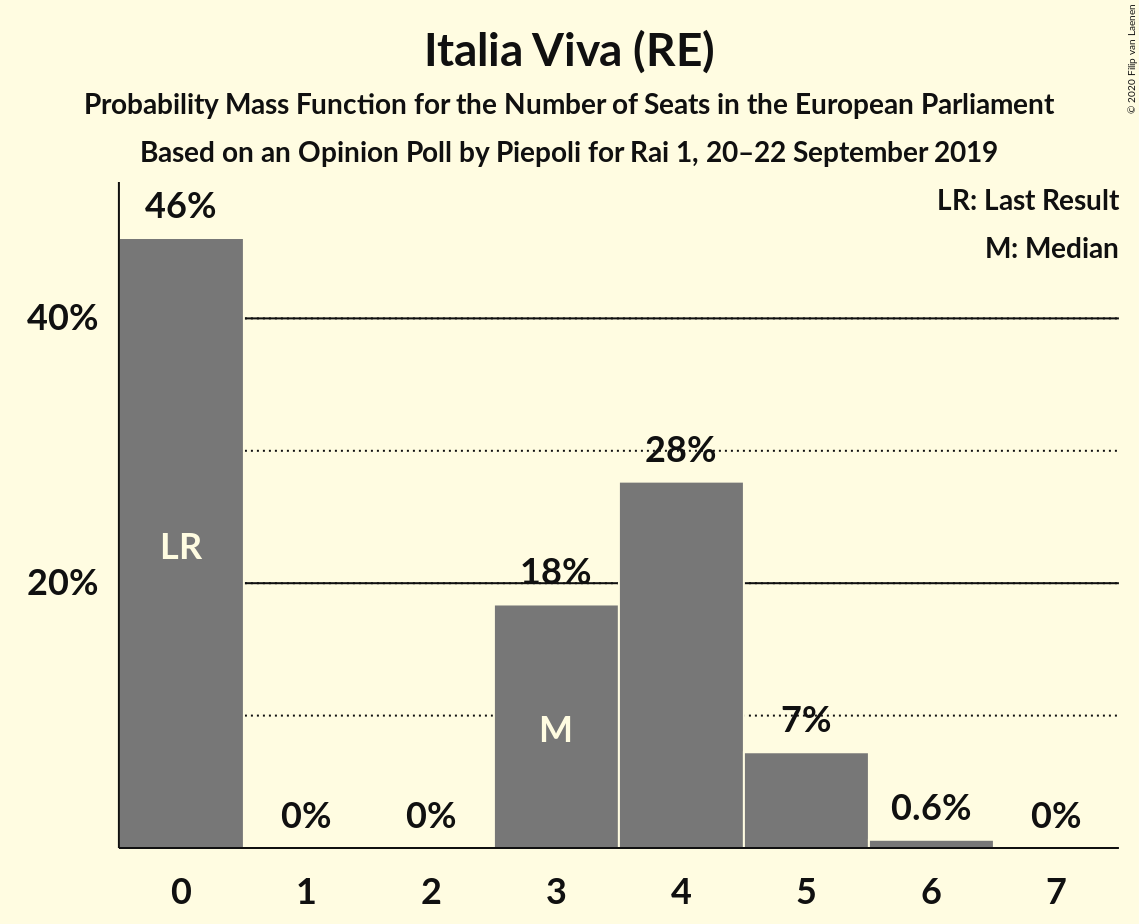 Italia Viva (RE)
Probability Mass Function for the Number of Seats in the European Parliament
Based on an Opinion Poll by Piepoli for Rai 1, 20–22 September 2019
© 2020 Filip van Laenen
LR: Last Result
M: Median
46%
40%
28%
LR
18%
20%
M
7%
0%
0%
0.6%
0%
0 1 2 3 4 5 6 7